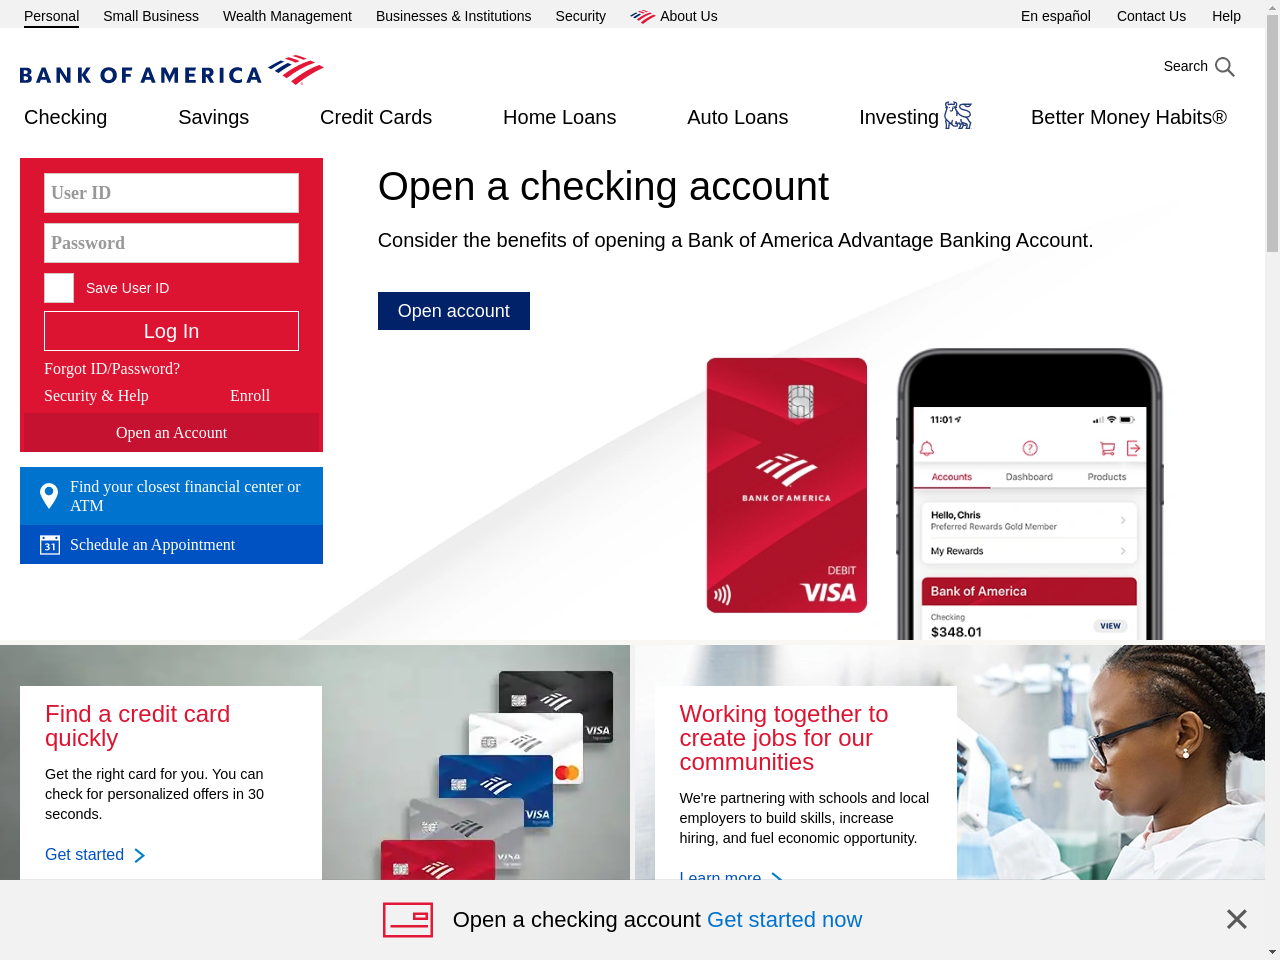 Personal
Small Business
Wealth Management
Businesses & Institutions
Security
About Us
En español
Contact Us
Help
BANK OF AMERICA
Search
Checking
Savings
Credit Cards
Home Loans
Auto Loans
Investing
Better Money Habits®
User ID
Password
Save User ID
Log In
Forgot ID/Password?
Security & Help
Enroll
Open an Account
Find your closest financial center or
ATM
31
Schedule an Appointment
Open a checking account
Consider the benefits of opening a Bank of America Advantage Banking Account.
Open account
BANK OF AMERICA
DEBIT
VISA
11:01
Accounts
Dashboard
Products
Hello, Chris
Preferred Rewards Gold Member
My Rewards
Bank of America
Checking
$348.01
VIEW
Find a credit card
quickly
Get the right card for you. You can
check for personalized offers in 30
seconds.
Get started
VISA
VISA
VISA
Working together to
create jobs for our
communities
We're partnering with schools and local
employers to build skills, increase
hiring, and fuel economic opportunity.
Learn more
Open a checking account Get started now